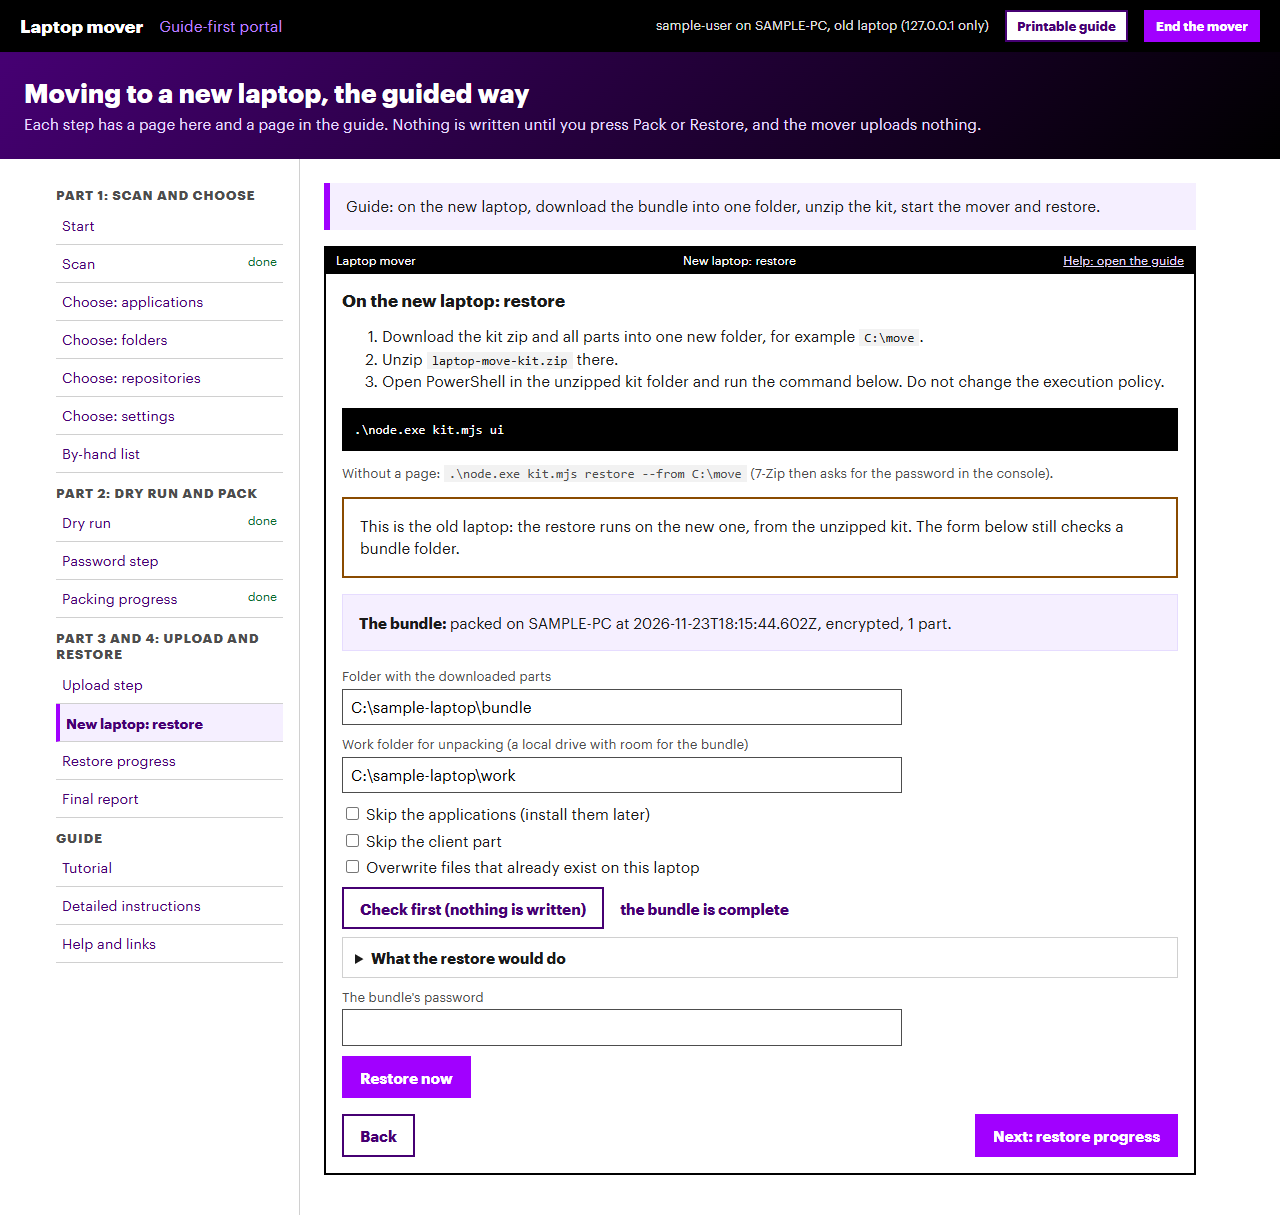 Laptop mover
Guide-first portal
sample-user on SAMPLE-PC, old laptop (127.0.0.1 only)
Printable guide
End the mover
Moving to a new laptop, the guided way
Each step has a page here and a page in the guide. Nothing is written until you press Pack or Restore, and the mover uploads nothing.
PART 1: SCAN AND CHOOSE
Start
Scan
done
Choose: applications
Choose: folders
Choose: repositories
Choose: settings
By-hand list
PART 2: DRY RUN AND PACK
Dry run
done
Password step
Packing progress
done
PART 3 AND 4: UPLOAD AND
RESTORE
Upload step
New laptop: restore
Restore progress
Final report
GUIDE
Tutorial
Detailed instructions
Help and links
Guide: on the new laptop, download the bundle into one folder, unzip the kit, start the mover and restore.
Laptop mover
New laptop: restore
Help: open the guide
On the new laptop: restore
1. Download the kit zip and all parts into one new folder, for example C:\move .
2. Unzip laptop-move-kit.zip there.
3. Open PowerShell in the unzipped kit folder and run the command below. Do not change the execution policy.
.\node.exe kit.mjs ui
Without a page: .\node.exe kit.mjs restore --from C:\move (7-Zip then asks for the password in the console).
This is the old laptop: the restore runs on the new one, from the unzipped kit. The form below still checks a
bundle folder.
The bundle: packed on SAMPLE-PC at 2026-11-23T18:15:44.602Z, encrypted, 1 part.
Folder with the downloaded parts
C:\sample-laptop\bundle
Work folder for unpacking (a local drive with room for the bundle)
C:\sample-laptop\work
Skip the applications (install them later)
Skip the client part
Overwrite files that already exist on this laptop
Check first (nothing is written)
the bundle is complete
What the restore would do
The bundle's password
Restore now
Back
Next: restore progress